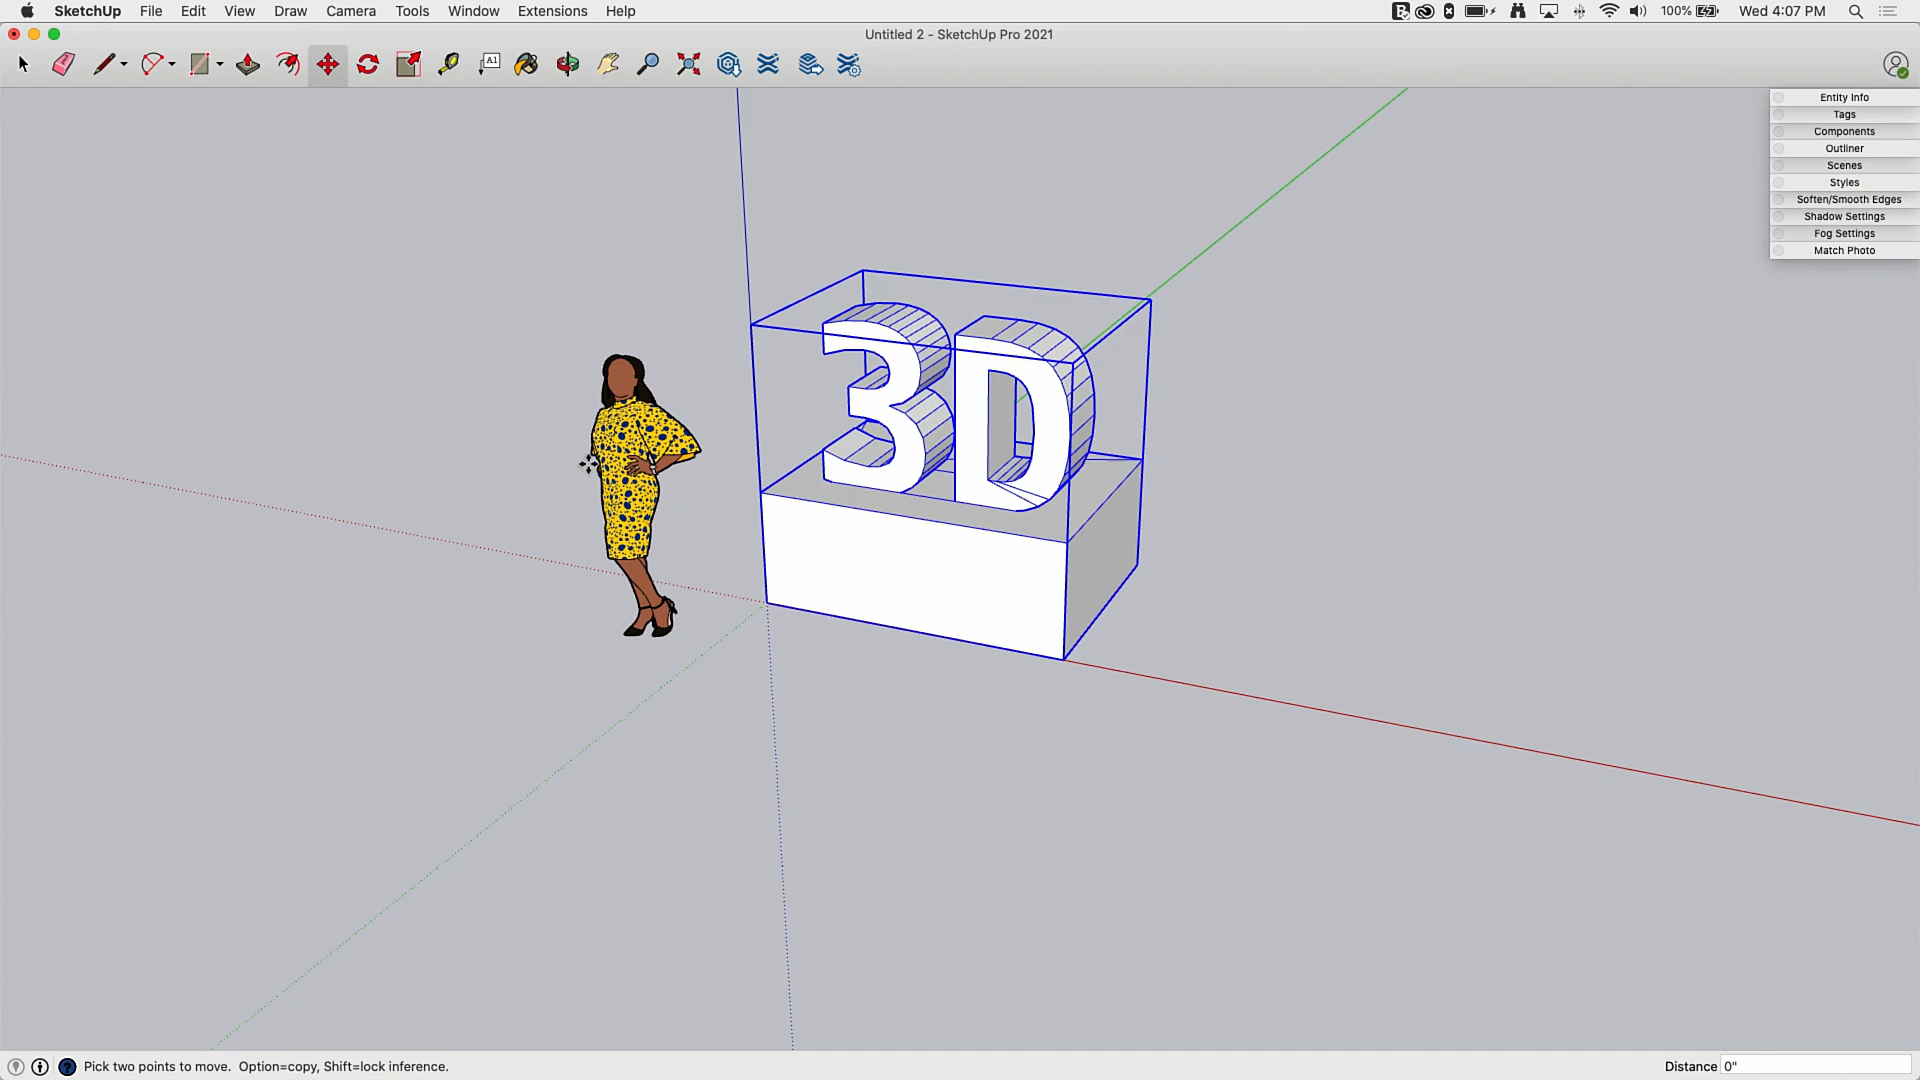 SketchUp File Edit View Draw Camera Tools Window Extensions Help 100% Wed 4:07 PM
Untitled 2 - SketchUp Pro 2021
A1
Entity Info
Tags
Components
Outliner
Scenes
Styles
Soften/Smooth Edges
Shadow Settings
Fog Settings
Match Photo
3D
Pick two points to move. Option=copy, Shift=lock inference. Distance 0"